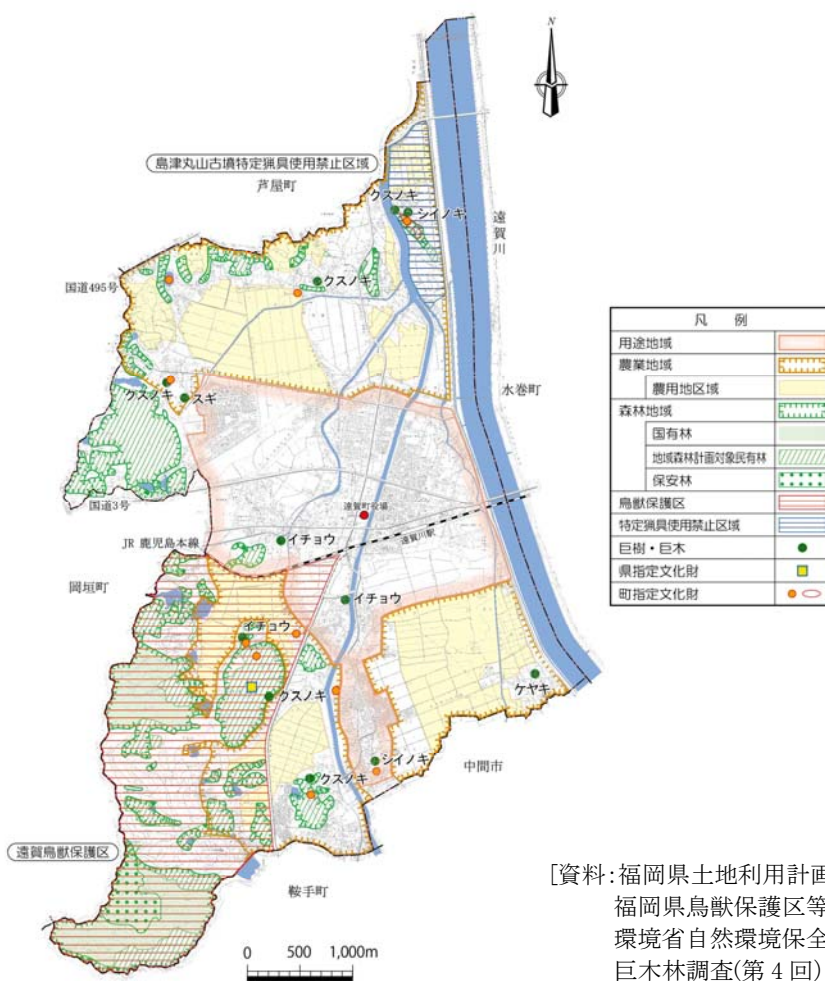 N
島津丸山古墳特定猟具使用禁止区域
芦屋町
クスノキ
シイノキ
遠賀川
国道495号
クスノキ
クスノキ
スギ
水巻町
国道3号
遠賀町役場
遠賀川駅
JR 鹿児島本線
イチョウ
岡垣町
イチョウ
イチョウ
クスノキ
ケヤキ
シイノキ
クスノキ
中間市
遠賀鳥獣保護区
鞍手町
0 500 1,000m
凡 例
用途地域
農業地域
農用地区域
森林地域
国有林
地域森林計画対象民有林
保安林
鳥獣保護区
特定猟具使用禁止区域
巨樹・巨木
県指定文化財
町指定文化財
[資料:福岡県土地利用計画
福岡県鳥獣保護区等
環境省自然環境保全
巨木林調査(第4回)